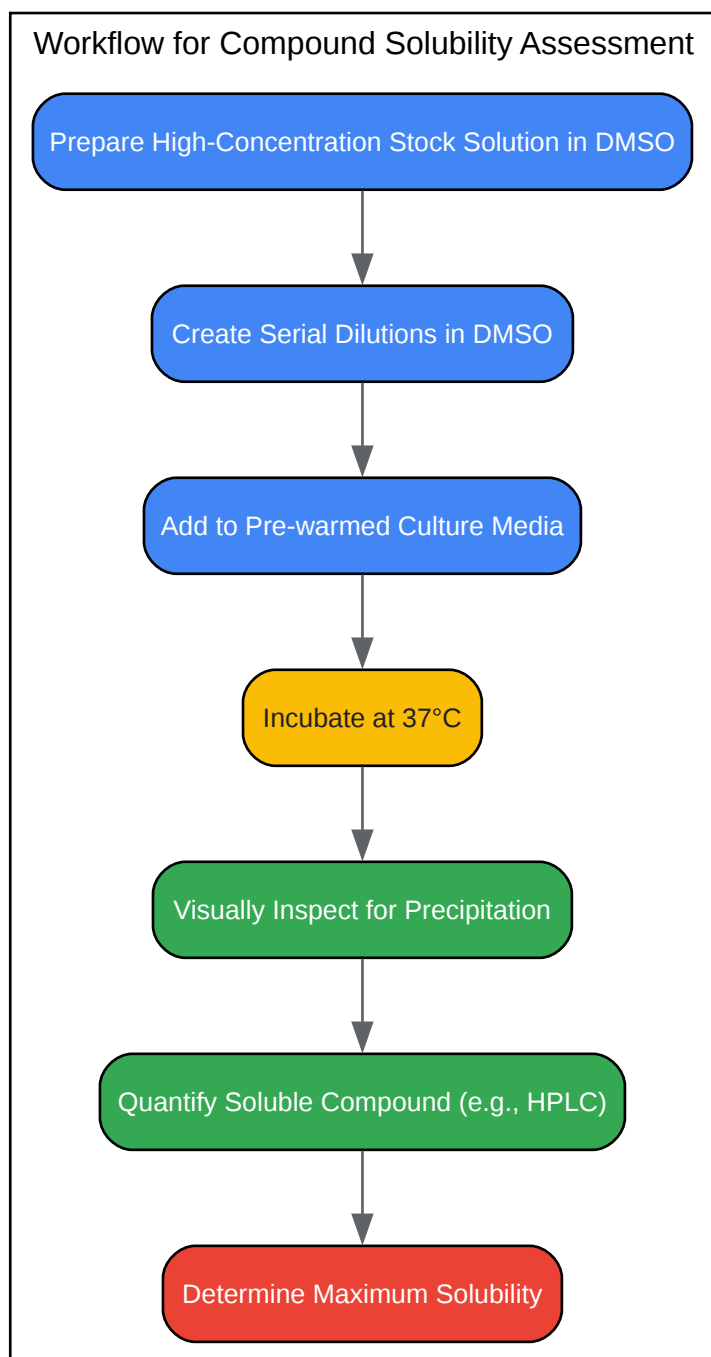 Workflow for Compound Solubility Assessment
Prepare High-Concentration Stock Solution in DMSO
Create Serial Dilutions in DMSO
Add to Pre-warmed Culture Media
Incubate at 37°C
Visually Inspect for Precipitation
Quantify Soluble Compound (e.g., HPLC)
Determine Maximum Solubility